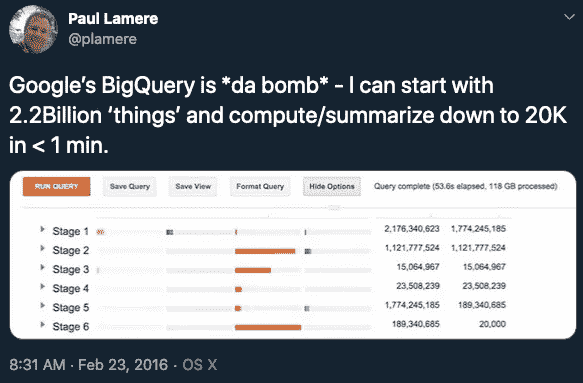 Paul Lamere
@plamere
Google's BigQuery is *da bomb* - I can start with
2.2Billion 'things' and compute/summarize down to 20K
in < 1 min.
RUN QUERY Save Query Save View Format Query Hide Options Query complete (53.6s elapsed, 118 GB processed)
Stage 1 2,176,340,623 1,774,245,185
Stage 2 1,121,777,524 1,121,777,524
Stage 3 15,064,967 15,064,967
Stage 4 23,508,239 23,508,239
Stage 5 1,774,245,185 189,340,685
Stage 6 189,340,685 20,000
8:31 AM · Feb 23, 2016 · OS X